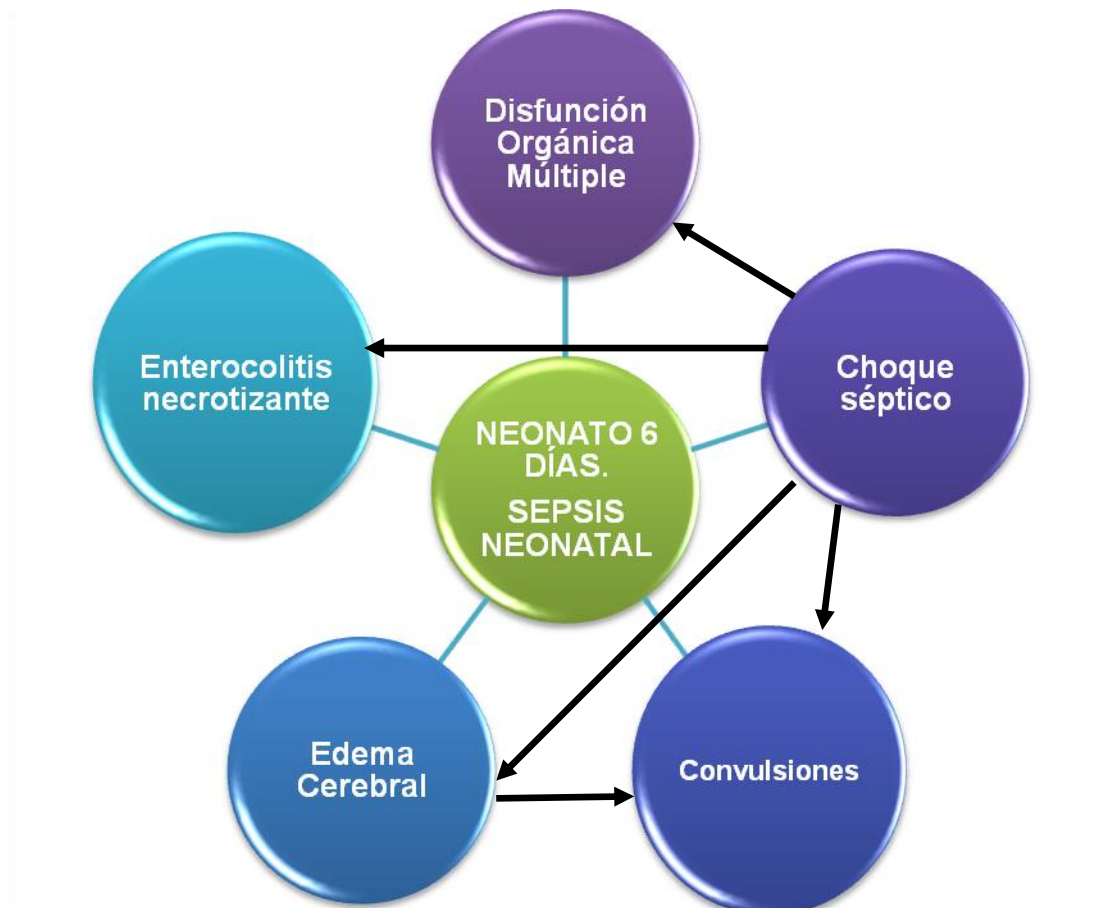 Disfunción
Orgánica
Múltiple
Enterocolitis
necrotizante
Choque
séptico
NEONATO 6
DÍAS.
SEPSIS
NEONATAL
Edema
Cerebral
Convulsiones